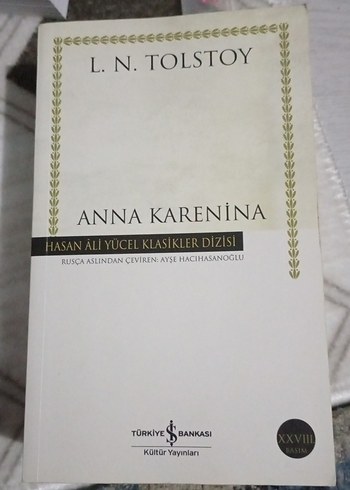 L. N. TOLSTOY
ANNA KARENİNA
HASAN ÂLİ YÜCEL KLASİKLER DİZİSİ
RUSÇA ASLINDAN ÇEVİREN: AYŞE HACIHASANOĞLU
TÜRKİYE İŞ BANKASI
Kültür Yayınları
XXVIII
BASIM